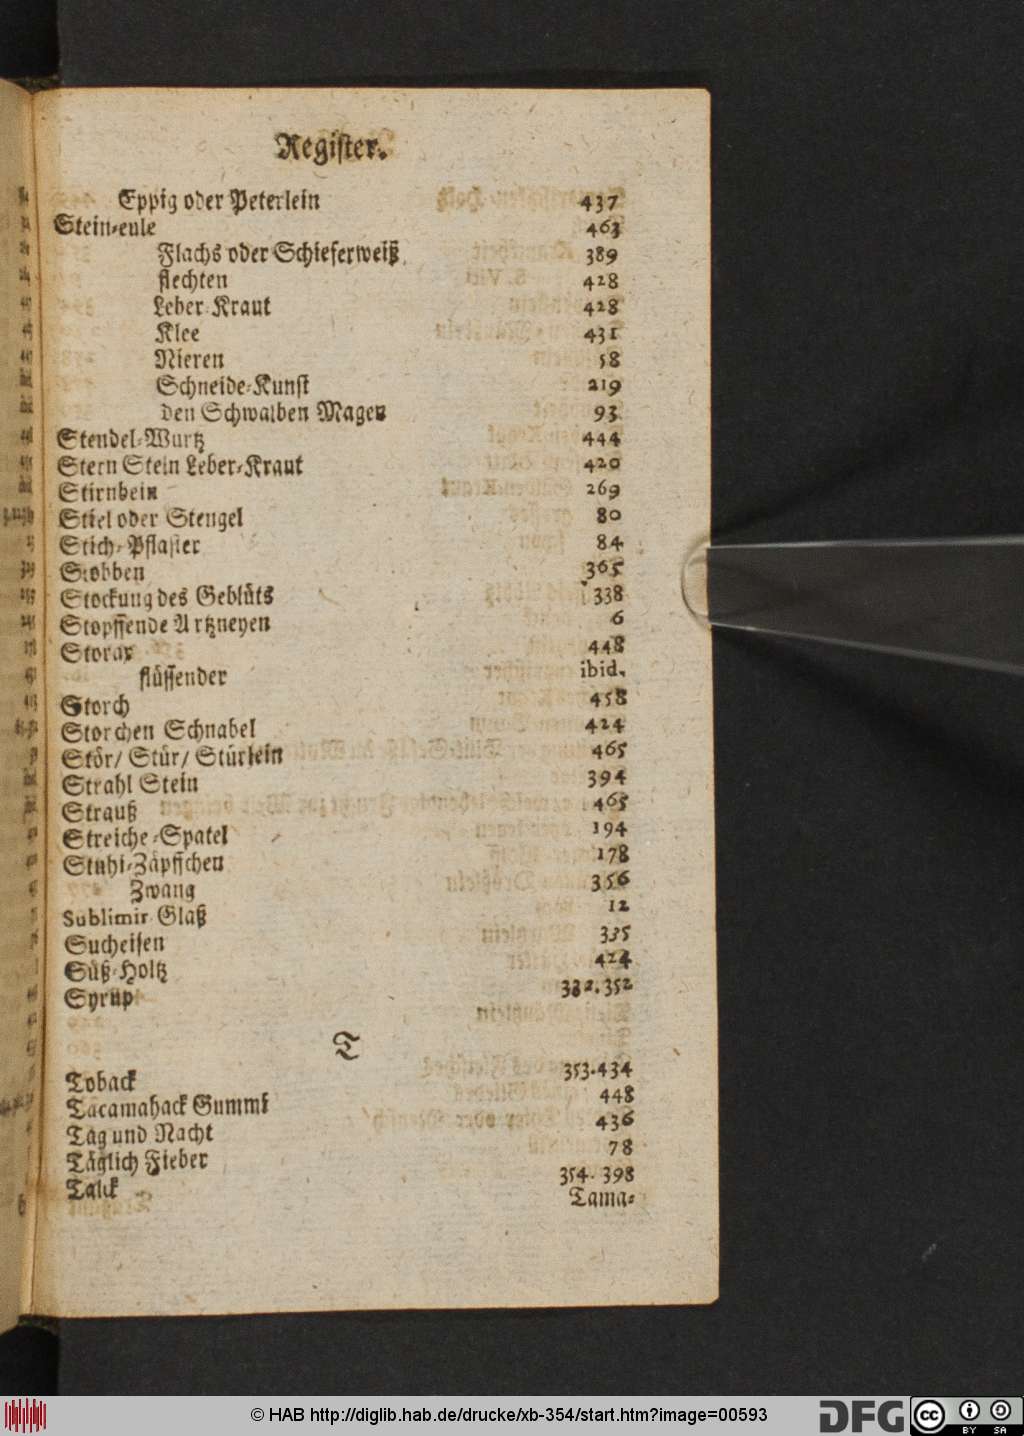 Register.
Eppig oder Peterlein 437
Stein-eule 463
Flachs oder Schieferweiß 389
flechten 428
Leber-Kraut 428
Klee 431
Nieren 58
Schneide-Kunst 219
den Schwalben Magen 93
Stendel-Wurtz 444
Stern Stein Leber-Kraut 420
Stirnbein 269
Stiel oder Stengel 80
Stich-Pflaster 84
Stobben 365
Stockung des Geblüts 338
Stopffende Artzneyen 6
Storax 448
flüssender ibid.
Storch 458
Storchen Schnabel 424
Stör/ Stür/ Stürlein 465
Strahl Stein 394
Strauß 465
Streiche-Spatel 194
Stuhl-Zäpffchen 178
Zwang 356
Sublimir Glaß 12
Sucheisen 335
Süß-Holtz 424
Syrup 332.352
T
Toback 353.434
Tacamahack Gummi 448
Tag und Nacht 436
Täglich Fieber 78
Talck 354. 398
Tama-
© HAB http://diglib.hab.de/drucke/xb-354/start.htm?image=00593
DFG
cc
BY SA